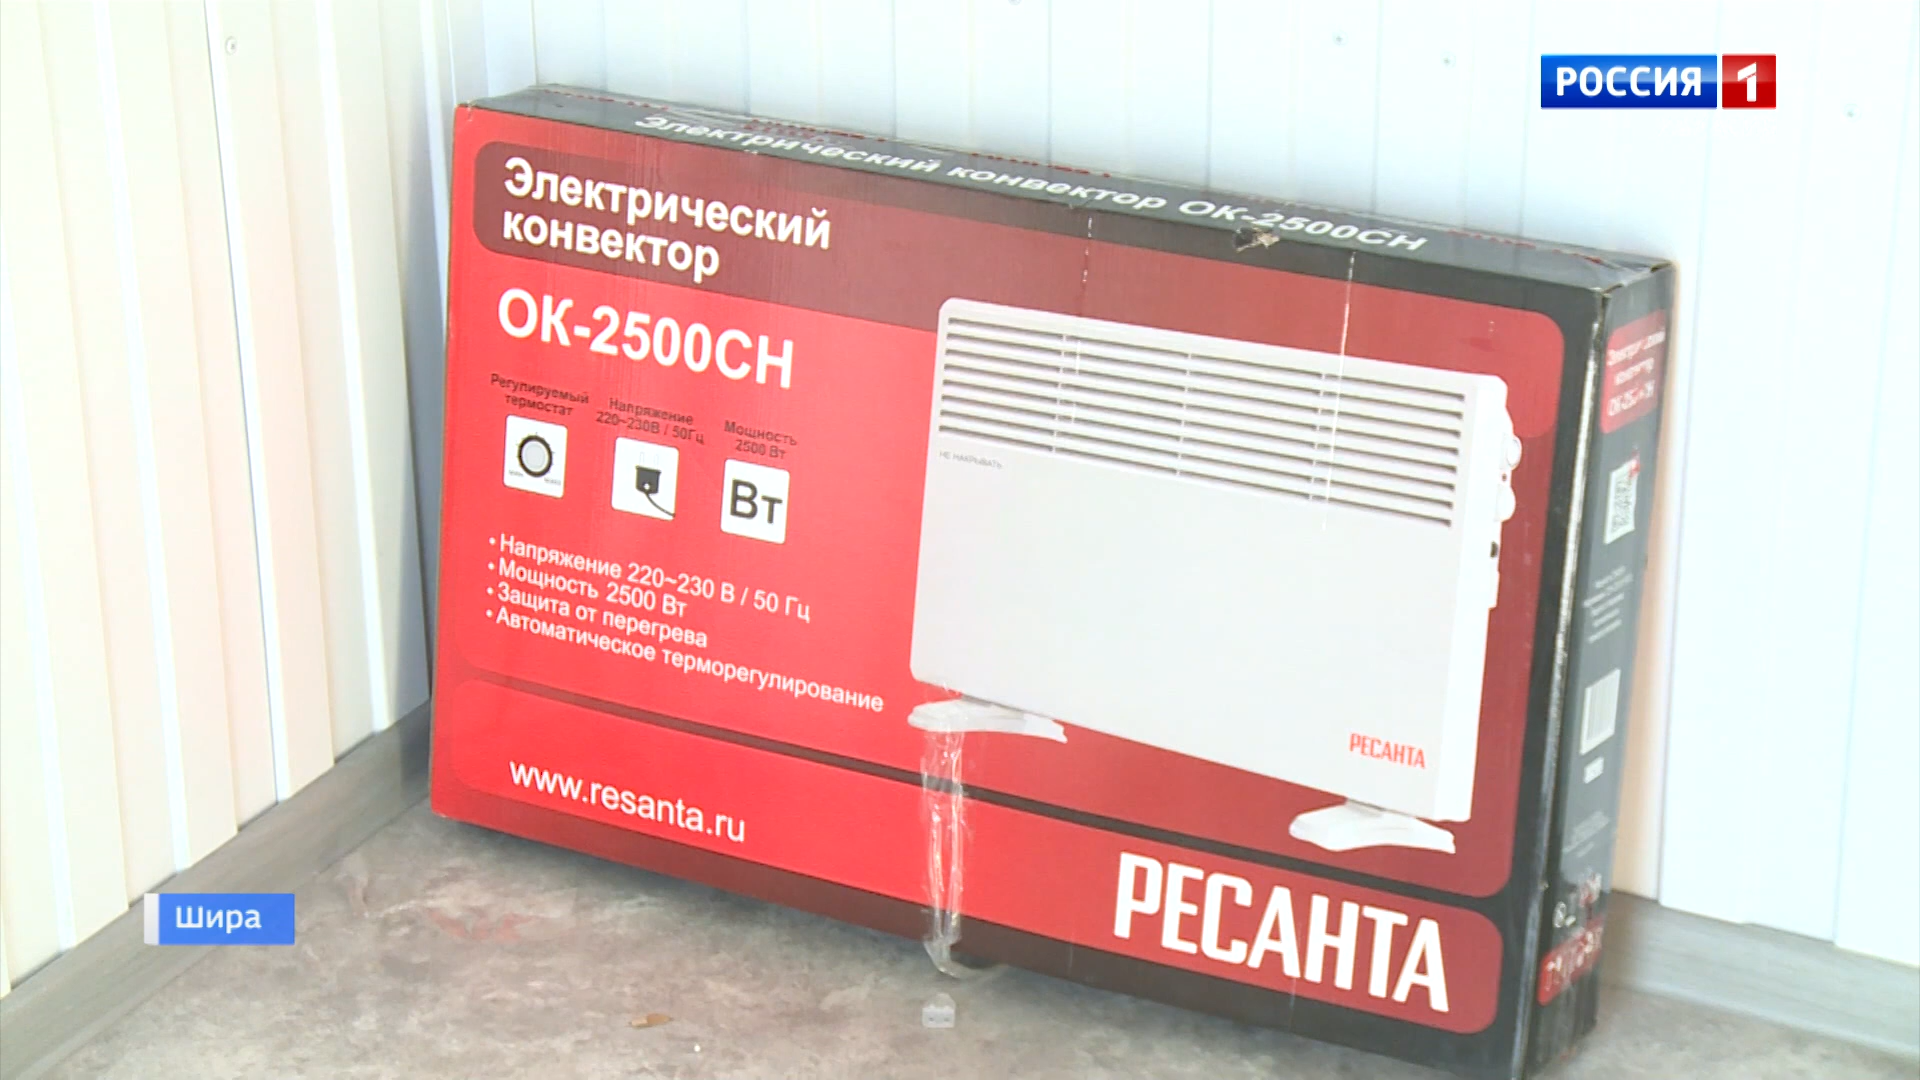 РОССИЯ 1
Электрический конвектор ОК-2500СН
Электрический
конвектор
ОК-2500СН
Регулируемый
термостат
Напряжение
220~230В / 50Гц
Мощность
2500 Вт
Вт
НЕ НАКРЫВАТЬ
• Напряжение 220~230 В / 50 Гц
• Мощность 2500 Вт
• Защита от перегрева
• Автоматическое терморегулирование
РЕСАНТА
www.resanta.ru
РЕСАНТА
Шира